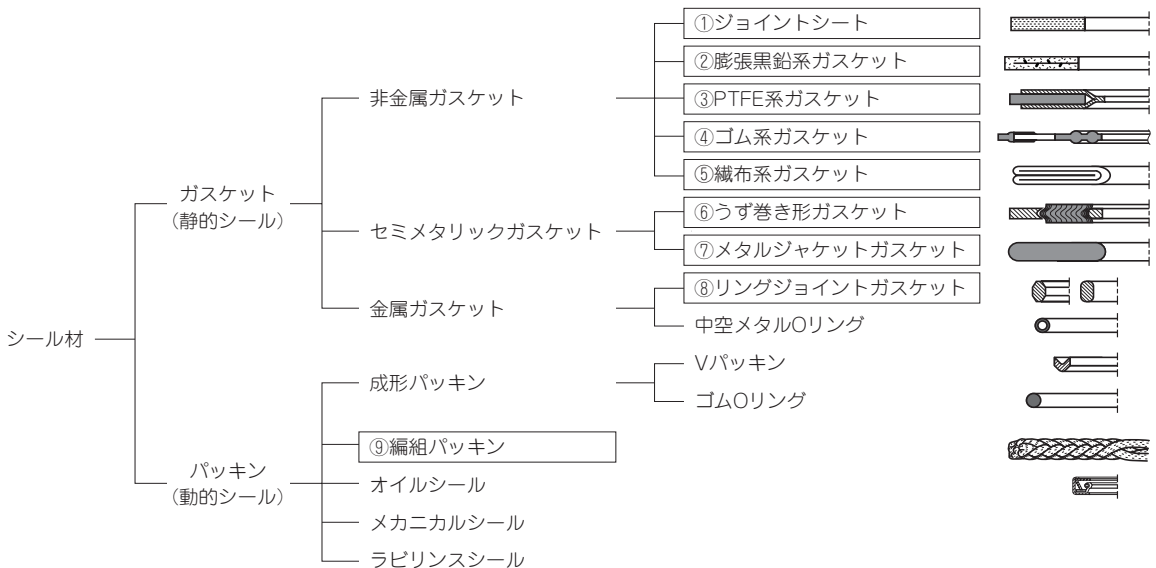 シール材
ガスケット
（静的シール）
非金属ガスケット
①ジョイントシート
②膨張黒鉛系ガスケット
③PTFE系ガスケット
④ゴム系ガスケット
⑤繊布系ガスケット
セミメタリックガスケット
⑥うず巻き形ガスケット
⑦メタルジャケットガスケット
金属ガスケット
⑧リングジョイントガスケット
中空メタルOリング
パッキン
（動的シール）
成形パッキン
Vパッキン
ゴムOリング
⑨編組パッキン
オイルシール
メカニカルシール
ラビリンスシール